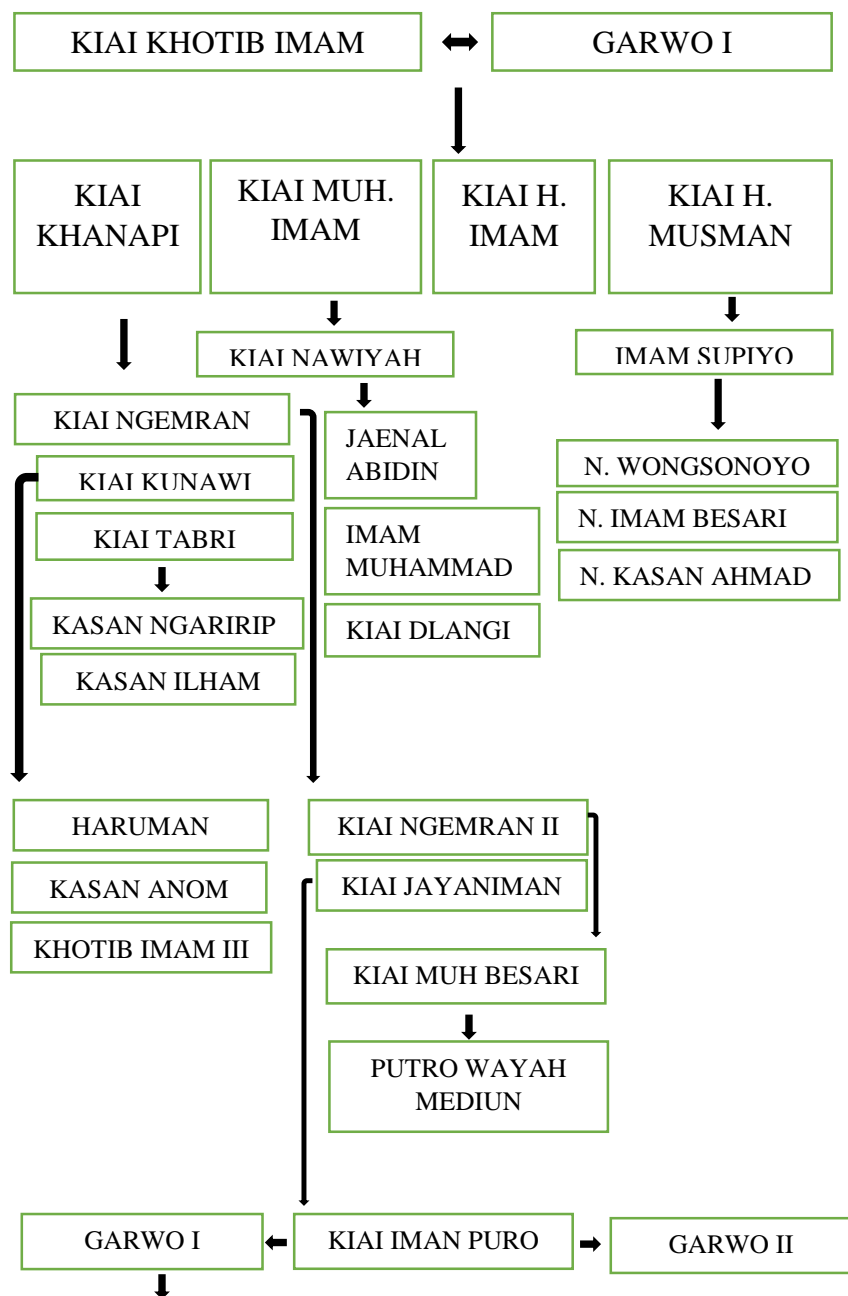 KIAI KHOTIB IMAM
GARWO I
KIAI
KHANAPI
KIAI MUH.
IMAM
KIAI H.
IMAM
KIAI H.
MUSMAN
KIAI NAWIYAH
IMAM SUPIYO
KIAI NGEMRAN
KIAI KUNAWI
KIAI TABRI
KASAN NGARIRIP
KASAN ILHAM
JAENAL
ABIDIN
IMAM
MUHAMMAD
KIAI DLANGI
N. WONGSONOYO
N. IMAM BESARI
N. KASAN AHMAD
HARUMAN
KASAN ANOM
KHOTIB IMAM III
KIAI NGEMRAN II
KIAI JAYANIMAN
KIAI MUH BESARI
PUTRO WAYAH
MEDIUN
GARWO I
KIAI IMAN PURO
GARWO II